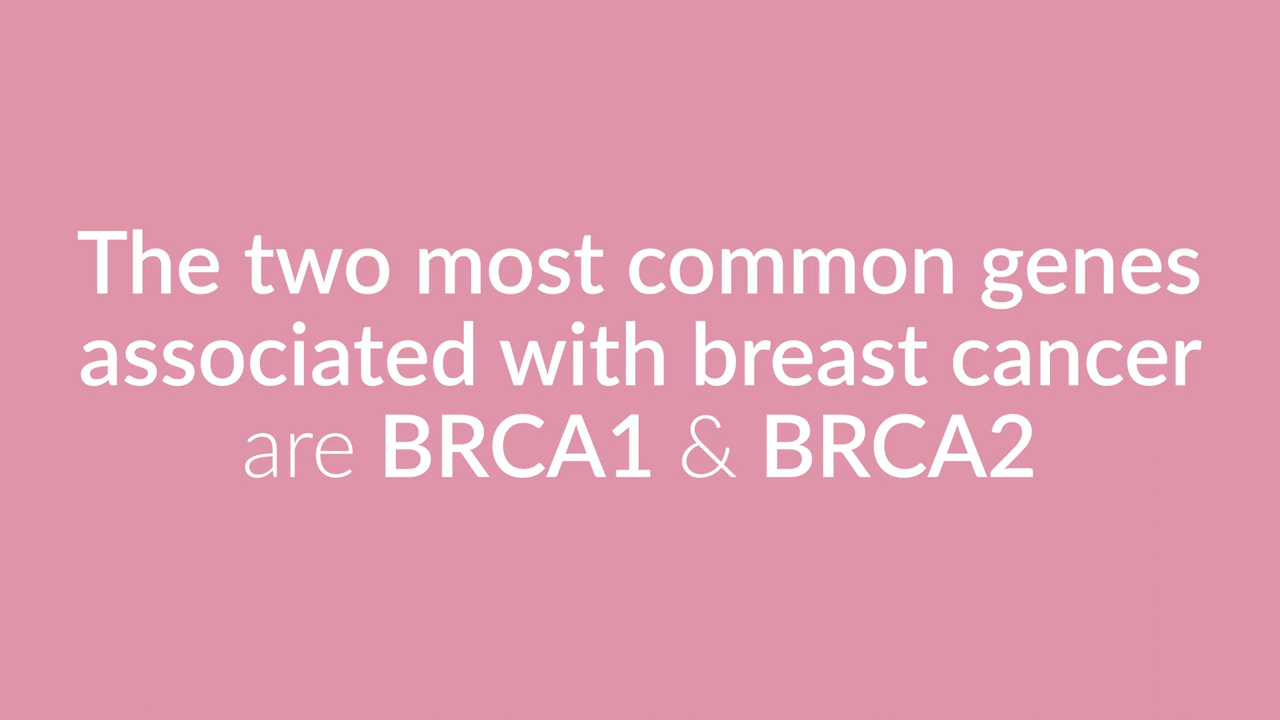 The two most common genes
associated with breast cancer
are BRCA1 & BRCA2